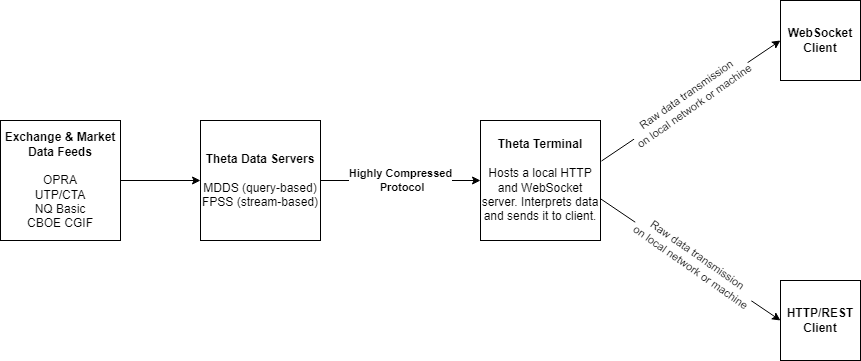 Exchange & Market
Data Feeds
OPRA
UTP/CTA
NQ Basic
CBOE CGIF
Theta Data Servers
MDDS (query-based)
FPSS (stream-based)
Highly Compressed
Protocol
Theta Terminal
Hosts a local HTTP
and WebSocket
server. Interprets data
and sends it to client.
Raw data transmission
on local network or machine
WebSocket
Client
Raw data transmission
on local network or machine
HTTP/REST
Client